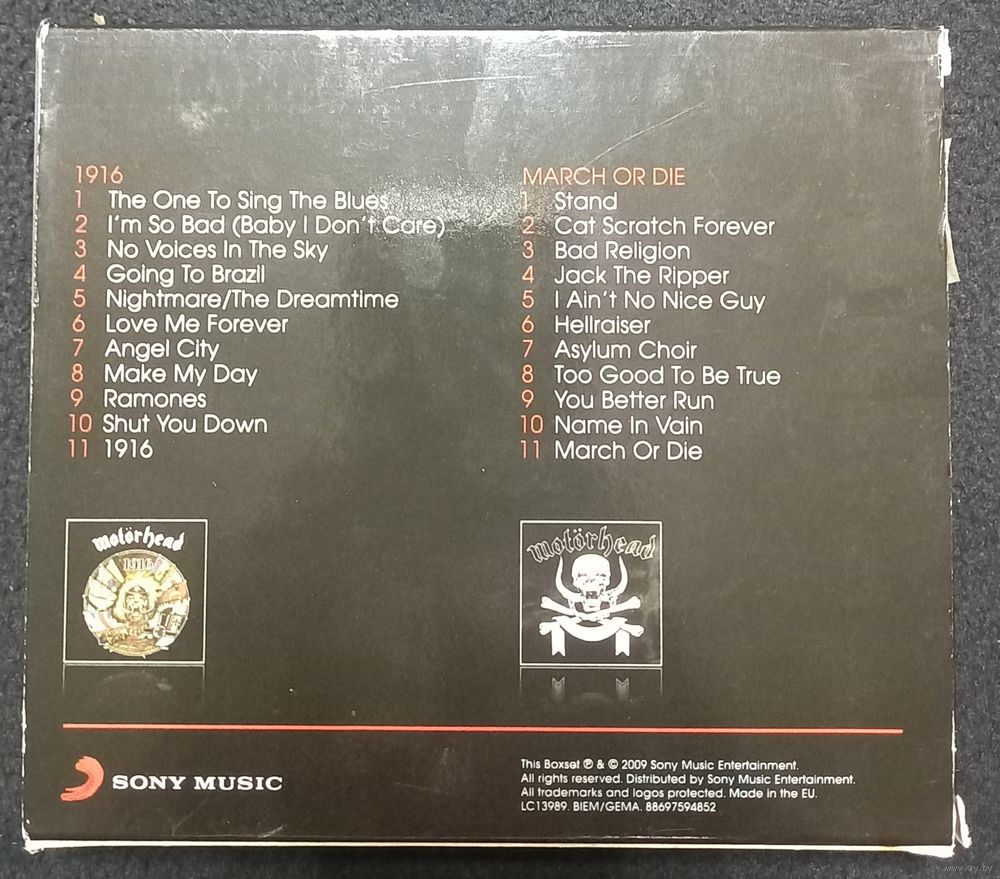 1916
1 The One To Sing The Blues
2 I'm So Bad (Baby I Don't Care)
3 No Voices In The Sky
4 Going To Brazil
5 Nightmare/The Dreamtime
6 Love Me Forever
7 Angel City
8 Make My Day
9 Ramones
10 Shut You Down
11 1916
MARCH OR DIE
1 Stand
2 Cat Scratch Forever
3 Bad Religion
4 Jack The Ripper
5 I Ain't No Nice Guy
6 Hellraiser
7 Asylum Choir
8 Too Good To Be True
9 You Better Run
10 Name In Vain
11 March Or Die
motörhead
1916
motörhead
SONY MUSIC
This Boxset ℗ & © 2009 Sony Music Entertainment.
All rights reserved. Distributed by Sony Music Entertainment.
All trademarks and logos protected. Made in the EU.
LC13989. BIEM/GEMA. 88697594852
www.ay.by